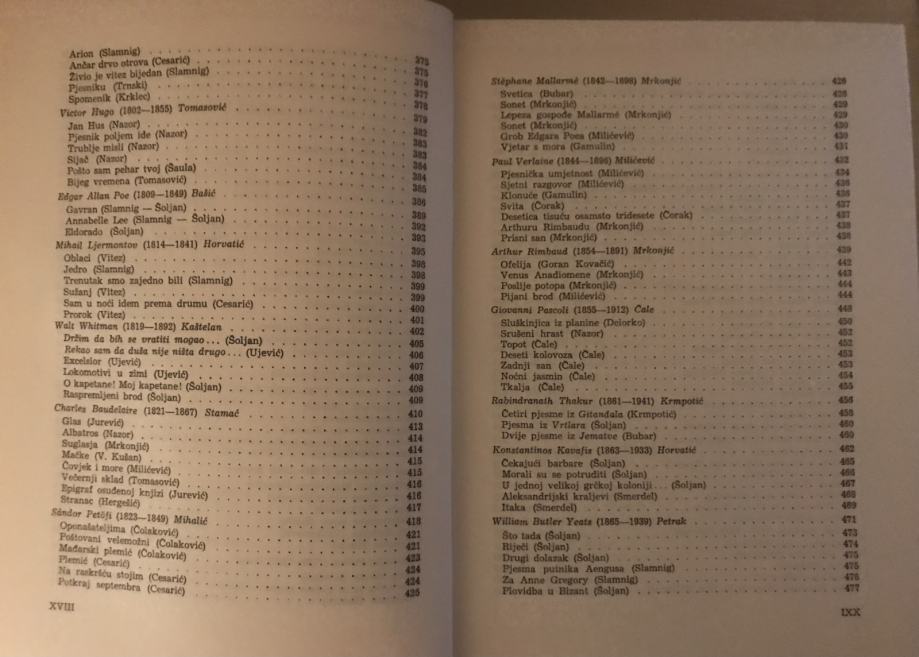 Arion (Slamnig) . . . 375
Ančar drvo otrova (Cesarić) . . . 375
Živio je vitez bijedan (Slamnig) . . . 376
Pjesniku (Trnski) . . . 377
Spomenik (Krklec) . . . 378
Victor Hugo (1802—1855) Tomasović . . . 379
Jan Hus (Nazor) . . . 382
Pjesnik poljem ide (Nazor) . . . 383
Trublje misli (Nazor) . . . 383
Sijač (Nazor) . . . 384
Pošto sam pehar tvoj (Šaula) . . . 384
Bijeg vremena (Tomasović) . . . 385
Edgar Allan Poe (1809—1849) Bašić . . . 386
Gavran (Slamnig — Šoljan) . . . 389
Annabelle Lee (Slamnig — Šoljan) . . . 392
Eldorado (Šoljan) . . . 393
Mihail Ljermontov (1814—1841) Horvatić . . . 395
Oblaci (Vitez) . . . 398
Jedro (Slamnig) . . . 398
Trenutak smo zajedno bili (Slamnig) . . . 399
Sužanj (Vitez) . . . 399
Sam u noći idem prema drumu (Cesarić) . . . 400
Prorok (Vitez) . . . 401
Walt Whitman (1819—1892) Kaštelan . . . 402
Držim da bih se vratiti mogao... (Šoljan) . . . 405
Rekao sam da duša nije ništa drugo... (Ujević) . . . 406
Excelsior (Ujević) . . . 407
Lokomotivi u zimi (Ujević) . . . 408
O kapetane! Moj kapetane! (Šoljan) . . . 409
Raspremljeni brod (Šoljan) . . . 409
Charles Baudelaire (1821—1867) Stamać . . . 410
Glas (Jurević) . . . 413
Albatros (Nazor) . . . 414
Suglasja (Mrkonjić) . . . 414
Mačke (V. Kušan) . . . 415
Čovjek i more (Milićević) . . . 415
Večernji sklad (Tomasović) . . . 416
Epigraf osuđenoj knjizi (Jurević) . . . 416
Stranac (Hergešić) . . . 417
Sándor Petőfi (1823—1849) Mihalić . . . 418
Openašateljima (Čolaković) . . . 421
Poštovani velemožni (Čolaković) . . . 421
Mađarski plemić (Čolaković) . . . 423
Plemić (Cesarić) . . . 424
Na raskršću stojim (Cesarić) . . . 424
Potkraj septembra (Cesarić) . . . 425
XVIII
Stéphane Mallarmé (1842—1898) Mrkonjić . . . 426
Svetica (Bubar) . . . 428
Sonet (Mrkonjić) . . . 429
Lepeza gospođe Mallarmé (Mrkonjić) . . . 429
Sonet (Mrkonjić) . . . 430
Grob Edgara Poea (Milićević) . . . 430
Vjetar s mora (Gamulin) . . . 431
Paul Verlaine (1844—1896) Milićević . . . 432
Pjesnička umjetnost (Milićević) . . . 434
Sjetni razgovor (Milićević) . . . 436
Klonuće (Gamulin) . . . 436
Svita (Čorak) . . . 437
Desetica tisuću osamsto tridesete (Čorak) . . . 437
Arthuru Rimbaudu (Mrkonjić) . . . 438
Prisni san (Mrkonjić) . . . 438
Arthur Rimbaud (1854—1891) Mrkonjić . . . 439
Ofelija (Goran Kovačić) . . . 442
Venus Anadiomene (Mrkonjić) . . . 443
Poslije potopa (Mrkonjić) . . . 444
Pijani brod (Milićević) . . . 444
Giovanni Pascoli (1855—1912) Čale . . . 448
Sluškinjica iz planine (Delorko) . . . 450
Srušeni hrast (Nazor) . . . 452
Topot (Čale) . . . 452
Deseti kolovoza (Čale) . . . 453
Zadnji san (Čale) . . . 453
Noćni jasmin (Čale) . . . 454
Tkalja (Čale) . . . 455
Rabindranath Thakur (1861—1941) Krmpotić . . . 456
Četiri pjesme iz Gitanđala (Krmpotić) . . . 458
Pjesma iz Vrtlara (Šoljan) . . . 460
Dvije pjesme iz Jematve (Bubar) . . . 460
Konstantinos Kavafis (1863—1933) Horvatić . . . 462
Čekajući barbare (Šoljan) . . . 465
Morali su se potruditi (Šoljan) . . . 466
U jednoj velikoj grčkoj koloniji... (Šoljan) . . . 467
Aleksandrijski kraljevi (Smerdel) . . . 468
Itaka (Smerdel) . . . 469
William Butler Yeats (1865—1939) Petrak . . . 471
Što tada (Šoljan) . . . 473
Riječi (Šoljan) . . . 474
Drugi dolazak (Šoljan) . . . 475
Pjesma putnika Aengusa (Slamnig) . . . 475
Za Anne Gregory (Slamnig) . . . 476
Plovidba u Bizant (Šoljan) . . . 477
IXX